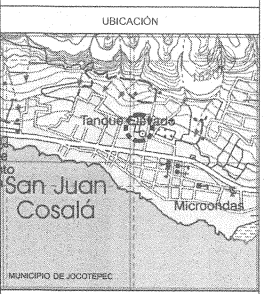 UBICACIÓN
Tanque Elevado
San Juan
Cosalá
Microondas
MUNICIPIO DE JOCOTEPEC